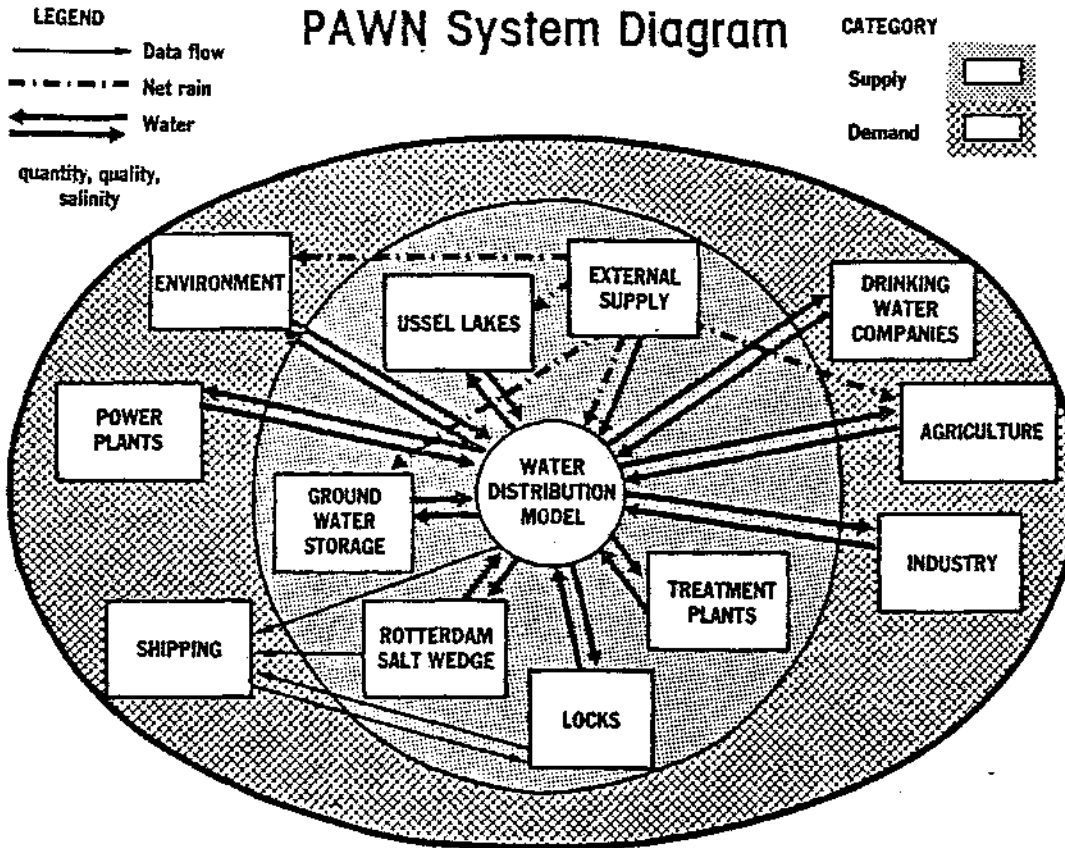 LEGEND
Data flow
Net rain
Water
quantity, quality,
salinity
PAWN System Diagram
CATEGORY
Supply
Demand
ENVIRONMENT
IJSSEL LAKES
EXTERNAL
SUPPLY
DRINKING
WATER
COMPANIES
POWER
PLANTS
AGRICULTURE
WATER
DISTRIBUTION
MODEL
GROUND
WATER
STORAGE
INDUSTRY
TREATMENT
PLANTS
SHIPPING
ROTTERDAM
SALT WEDGE
LOCKS